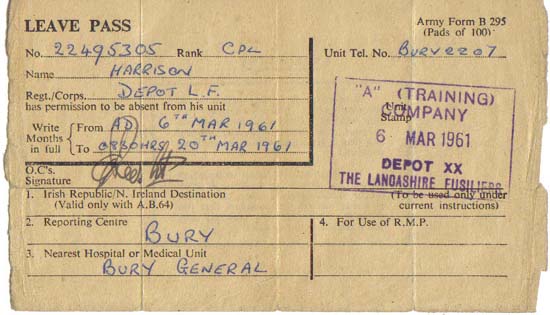 LEAVE PASS
Army Form B 295
(Pads of 100)
No. 22495305 Rank CPL
Unit Tel. No. BURY 2207
Name HARRISON
Regt./Corps. DEPOT L.F.
has permission to be absent from his unit
Write Months in full
From AD 6TH MAR 1961
To 0830HRS 20TH MAR 1961
Unit Stamp
"A" (TRAINING)
COMPANY
6 MAR 1961
DEPOT XX
THE LANCASHIRE FUSILIERS
O.C's.
Signature
(To be used only under
current instructions)
1. Irish Republic/N. Ireland Destination
(Valid only with A.B.64)
2. Reporting Centre
BURY
4. For Use of R.M.P.
3. Nearest Hospital or Medical Unit
BURY GENERAL